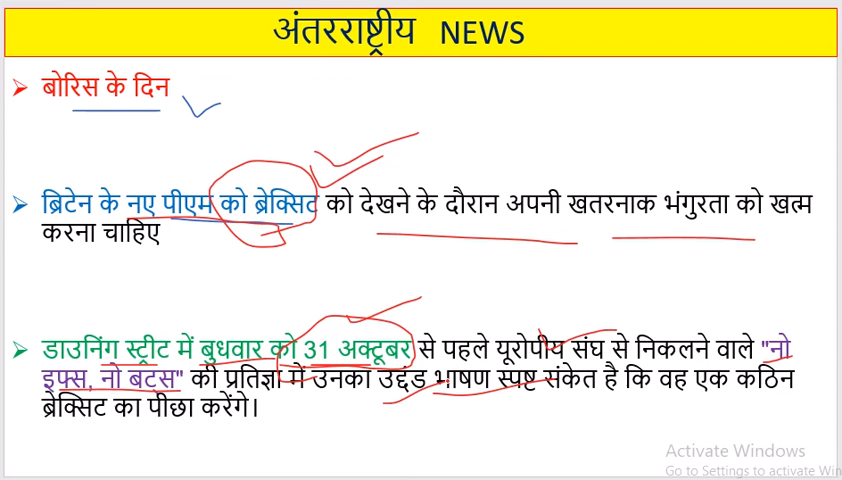 अंतरराष्ट्रीय NEWS
बोरिस के दिन
ब्रिटेन के नए पीएम को ब्रेक्सिट को देखने के दौरान अपनी खतरनाक भंगुरता को खत्म
करना चाहिए
डाउनिंग स्ट्रीट में बुधवार को 31 अक्टूबर से पहले यूरोपीय संघ से निकलने वाले "नो
इफ्स, नो बट्स" की प्रतिज्ञा में उनका उद्दंड भाषण स्पष्ट संकेत है कि वह एक कठिन
ब्रेक्सिट का पीछा करेंगे।
Activate Windows
Go to Settings to activate Win